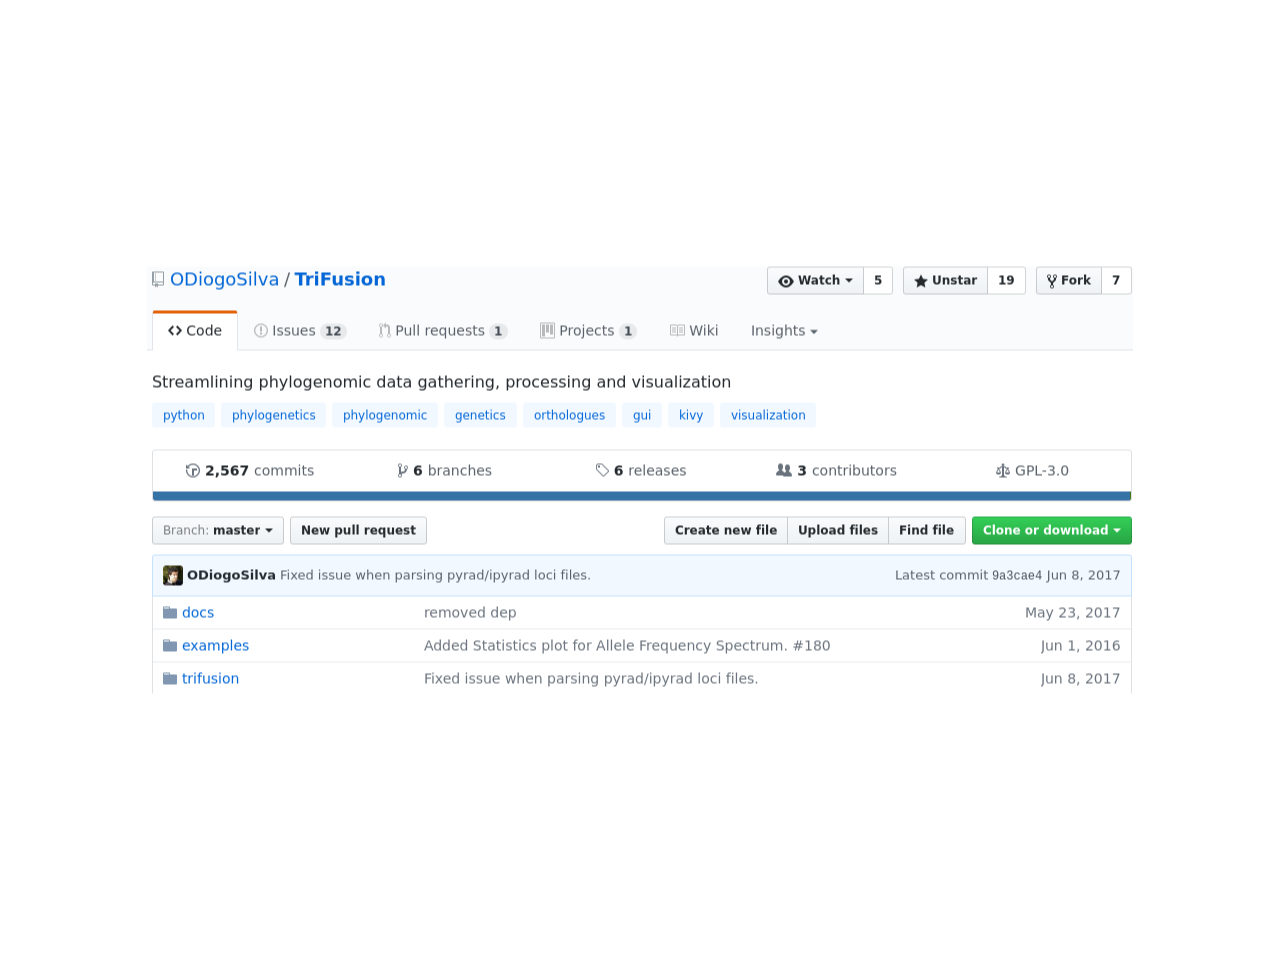 ODiogoSilva / TriFusion Watch 5 Unstar 19 Fork 7
Code Issues 12 Pull requests 1 Projects 1 Wiki Insights
Streamlining phylogenomic data gathering, processing and visualization
python phylogenetics phylogenomic genetics orthologues gui kivy visualization
2,567 commits 6 branches 6 releases 3 contributors GPL-3.0
Branch: master New pull request Create new file Upload files Find file Clone or download
ODiogoSilva Fixed issue when parsing pyrad/ipyrad loci files. Latest commit 9a3cae4 Jun 8, 2017
docs removed dep May 23, 2017
examples Added Statistics plot for Allele Frequency Spectrum. #180 Jun 1, 2016
trifusion Fixed issue when parsing pyrad/ipyrad loci files. Jun 8, 2017